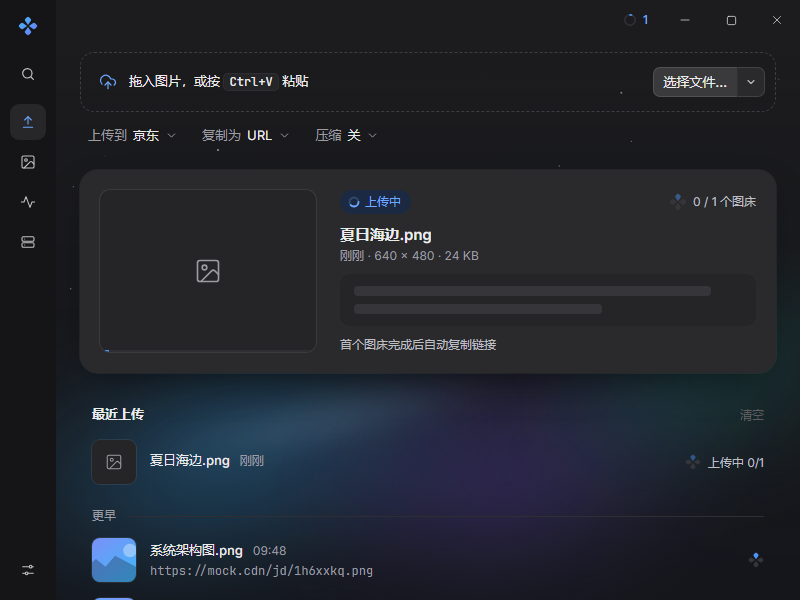 1
拖入图片，或按 Ctrl+V 粘贴
选择文件...
上传到 京东 复制为 URL 压缩 关
上传中
0 / 1 个图床
夏日海边.png
刚刚 · 640 × 480 · 24 KB
首个图床完成后自动复制链接
最近上传
清空
夏日海边.png 刚刚
上传中 0/1
更早
系统架构图.png 09:48
https://mock.cdn/jd/1h6xxkq.png